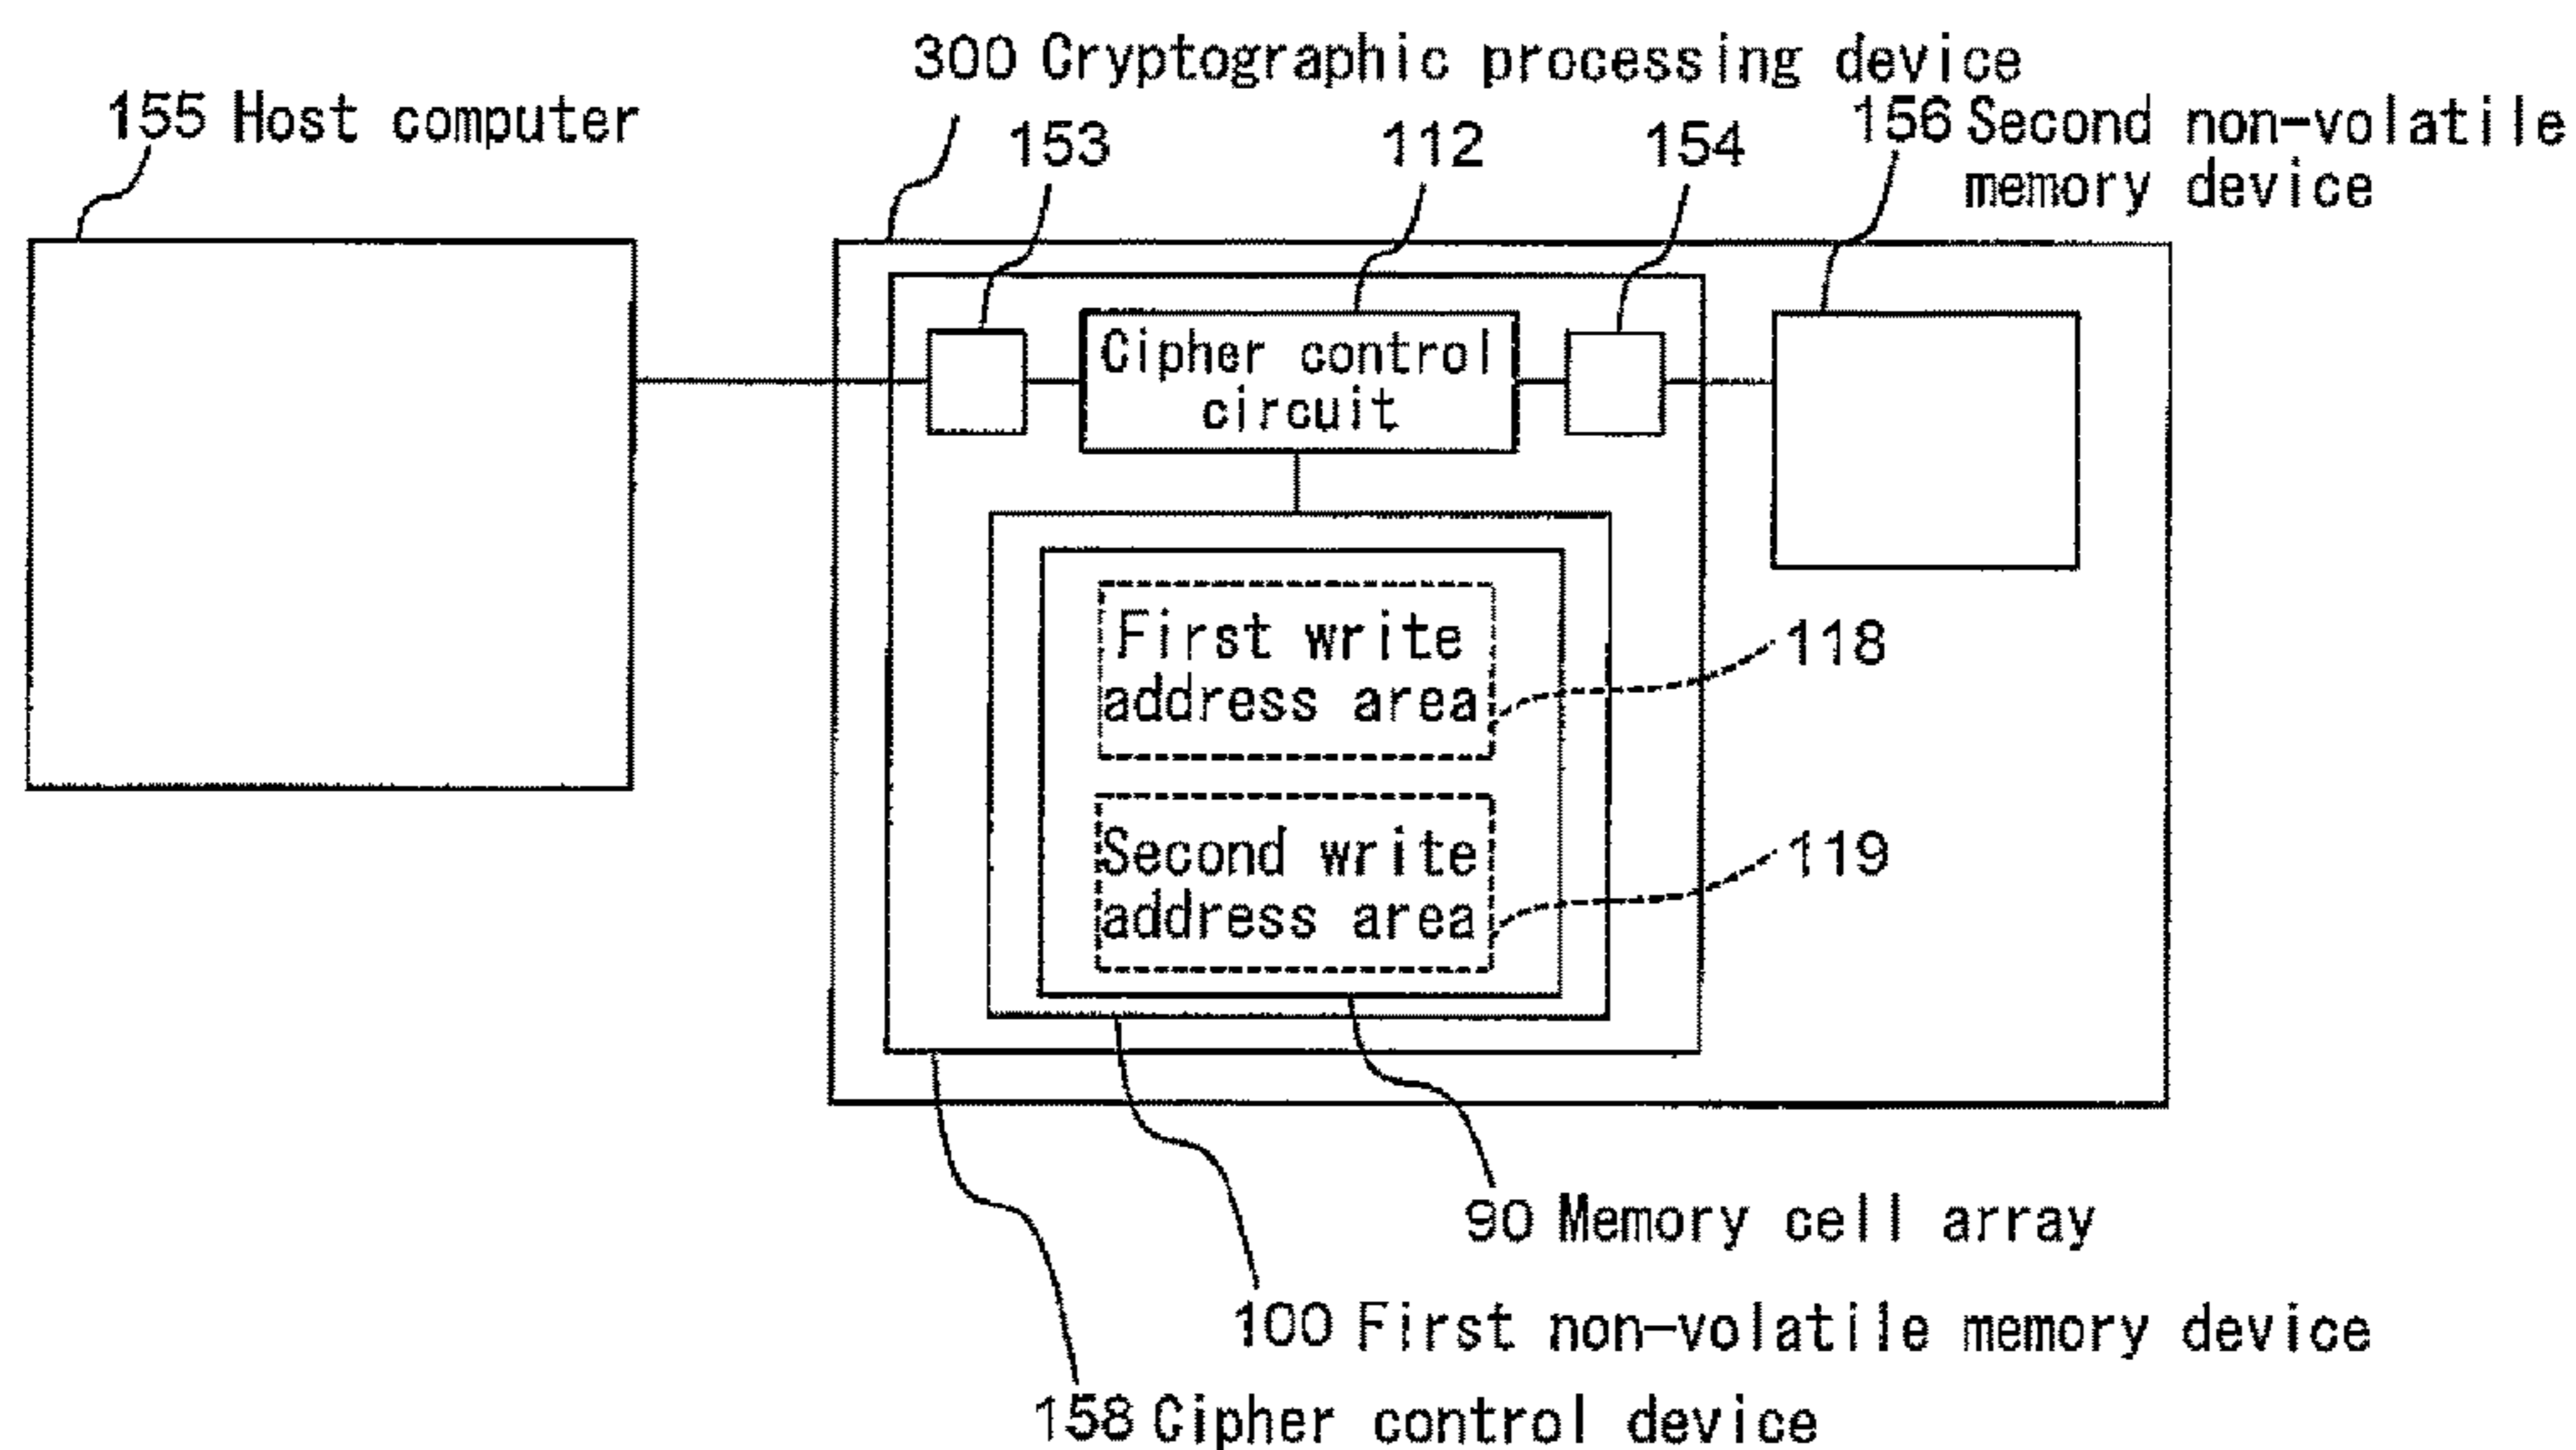 300 Cryptographic processing device
155 Host computer
153
112
154
156 Second non-volatile
memory device
Cipher control
circuit
First write
address area
118
Second write
address area
119
90 Memory cell array
100 First non-volatile memory device
158 Cipher control device